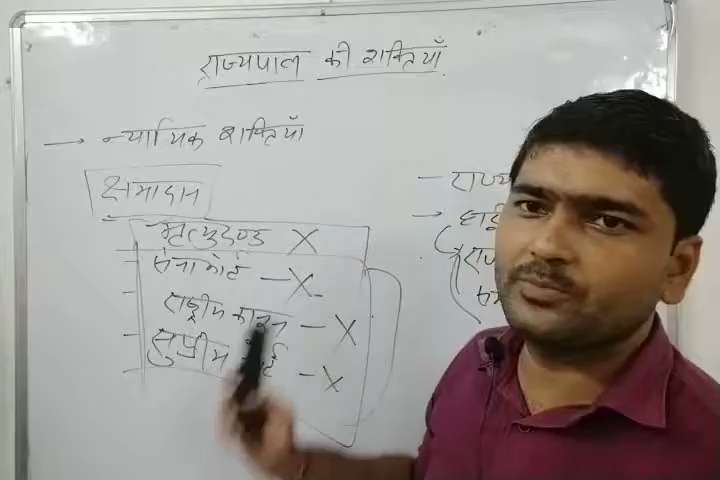 राज्यपाल की शक्तियाँ
→ न्यायिक शक्तियाँ
क्षमादान
मृत्युदण्ड X
सेना कोर्ट - X
राष्ट्रीय कानून - X
सुप्रीम कोर्ट - X
- राज्य
→ हाई